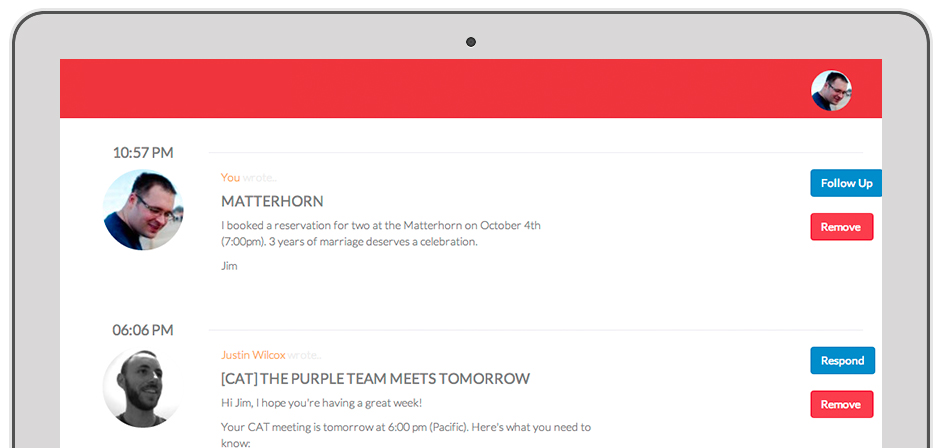 10:57 PM
You wrote..
Follow Up
MATTERHORN
I booked a reservation for two at the Matterhorn on October 4th
(7:00pm). 3 years of marriage deserves a celebration.
Remove
Jim
06:06 PM
Justin Wilcox wrote..
Respond
[CAT] THE PURPLE TEAM MEETS TOMORROW
Hi Jim, I hope you're having a great week!
Remove
Your CAT meeting is tomorrow at 6:00 pm (Pacific). Here's what you need to
know: